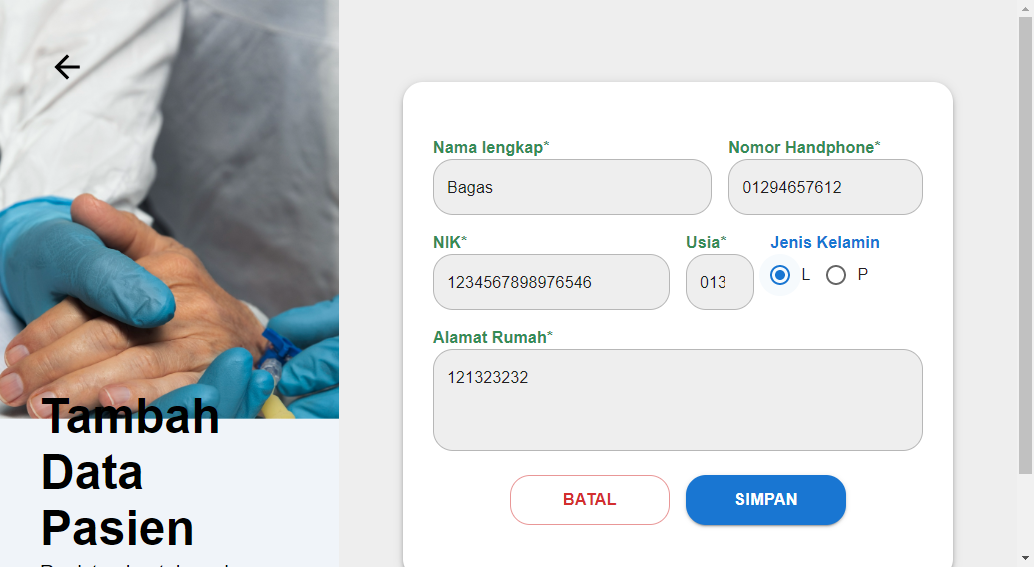 Tambah
Data
Pasien
Nama lengkap*
Nomor Handphone*
Bagas
01294657612
NIK*
Usia*
Jenis Kelamin
1234567898976546
013
L
P
Alamat Rumah*
121323232
BATAL
SIMPAN